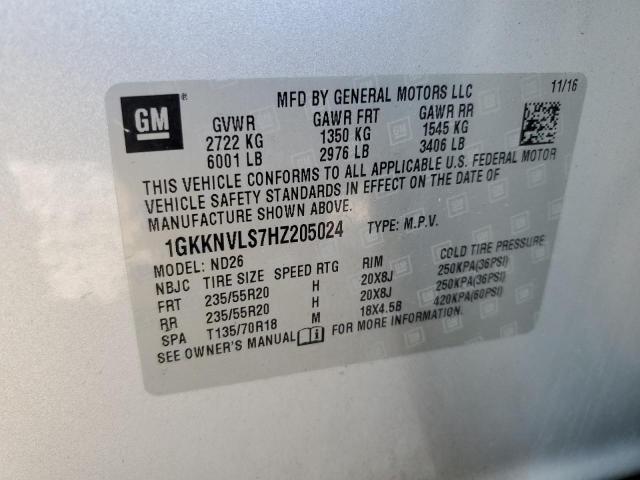 GM
MFD BY GENERAL MOTORS LLC 11/16
GVWR GAWR FRT GAWR RR
2722 KG 1350 KG 1545 KG
6001 LB 2976 LB 3406 LB
THIS VEHICLE CONFORMS TO ALL APPLICABLE U.S. FEDERAL MOTOR
VEHICLE SAFETY STANDARDS IN EFFECT ON THE DATE OF
MANUFACTURE SHOWN ABOVE.
1GKKNVLS7HZ205024 TYPE: M.P.V.
MODEL: ND26
NBJC TIRE SIZE SPEED RTG RIM COLD TIRE PRESSURE
FRT 235/55R20 H 20X8J 250KPA(36PSI)
RR 235/55R20 H 20X8J 250KPA(36PSI)
SPA T135/70R18 M 18X4.5B 420KPA(60PSI)
SEE OWNER'S MANUAL FOR MORE INFORMATION.